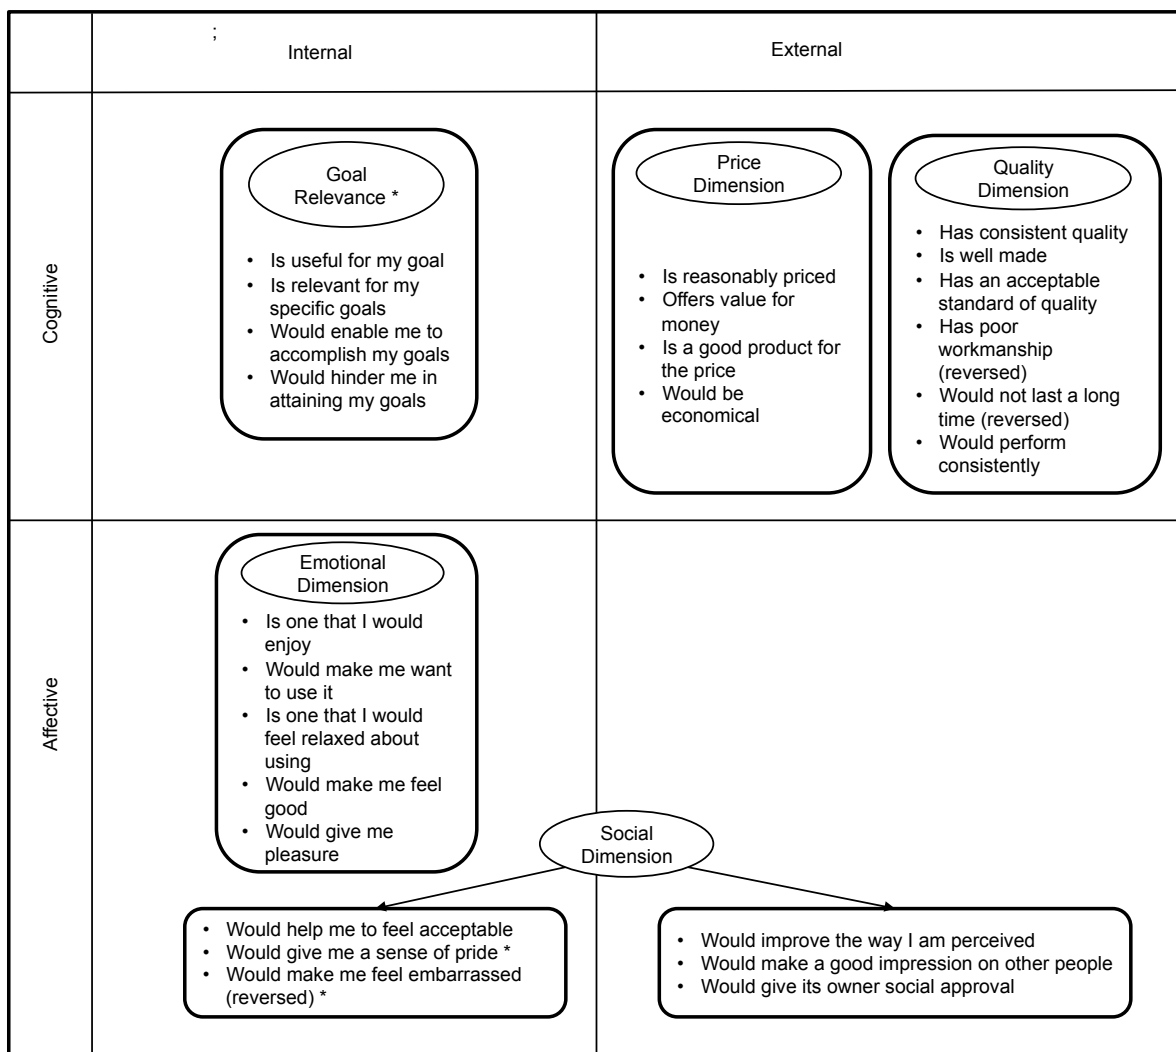 ;
Internal
External
Cognitive
Goal
Relevance *
• Is useful for my goal
• Is relevant for my
specific goals
• Would enable me to
accomplish my goals
• Would hinder me in
attaining my goals
Price
Dimension
• Is reasonably priced
• Offers value for
money
• Is a good product for
the price
• Would be
economical
Quality
Dimension
• Has consistent quality
• Is well made
• Has an acceptable
standard of quality
• Has poor
workmanship
(reversed)
• Would not last a long
time (reversed)
• Would perform
consistently
Affective
Emotional
Dimension
• Is one that I would
enjoy
• Would make me want
to use it
• Is one that I would
feel relaxed about
using
• Would make me feel
good
• Would give me
pleasure
Social
Dimension
• Would help me to feel acceptable
• Would give me a sense of pride *
• Would make me feel embarrassed
(reversed) *
• Would improve the way I am perceived
• Would make a good impression on other people
• Would give its owner social approval